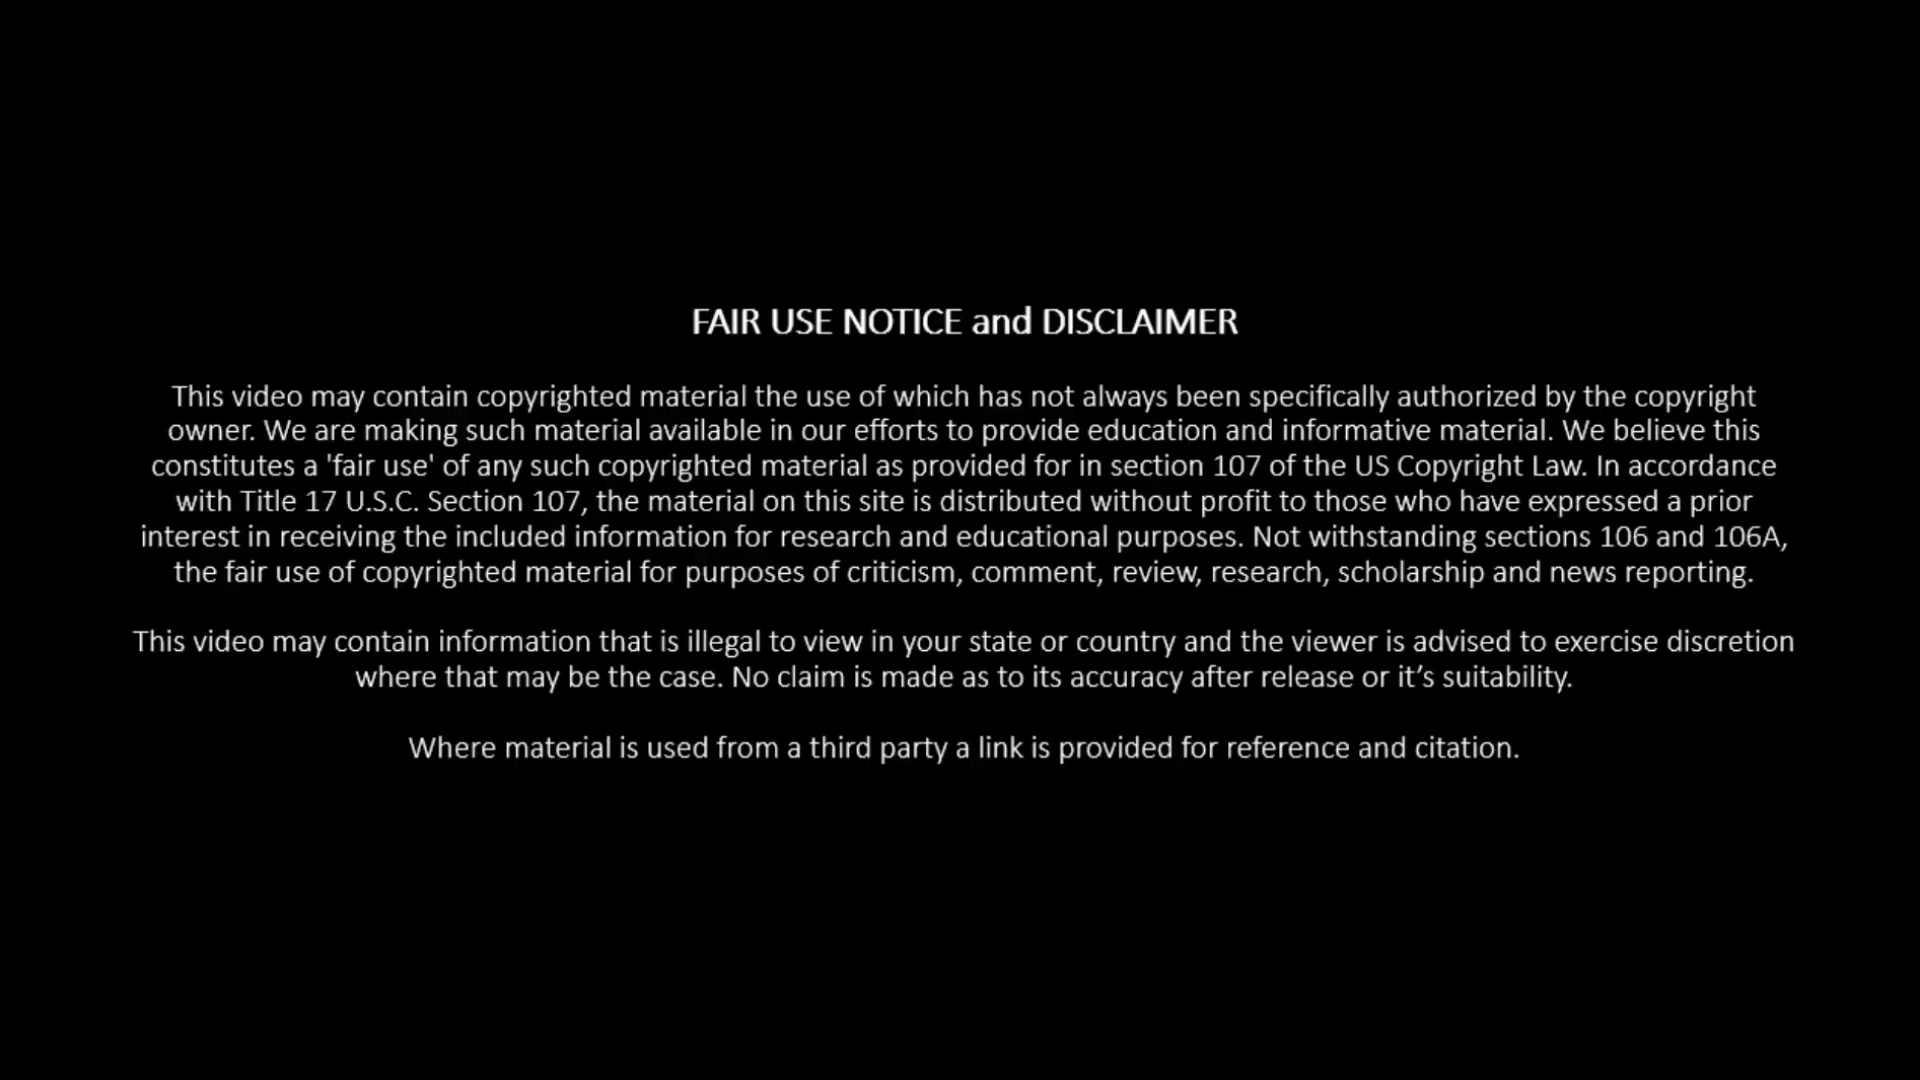 FAIR USE NOTICE and DISCLAIMER
This video may contain copyrighted material the use of which has not always been specifically authorized by the copyright
owner. We are making such material available in our efforts to provide education and informative material. We believe this
constitutes a 'fair use' of any such copyrighted material as provided for in section 107 of the US Copyright Law. In accordance
with Title 17 U.S.C. Section 107, the material on this site is distributed without profit to those who have expressed a prior
interest in receiving the included information for research and educational purposes. Not withstanding sections 106 and 106A,
the fair use of copyrighted material for purposes of criticism, comment, review, research, scholarship and news reporting.
This video may contain information that is illegal to view in your state or country and the viewer is advised to exercise discretion
where that may be the case. No claim is made as to its accuracy after release or it’s suitability.
Where material is used from a third party a link is provided for reference and citation.